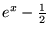 $e^x - \frac{1}{2}$